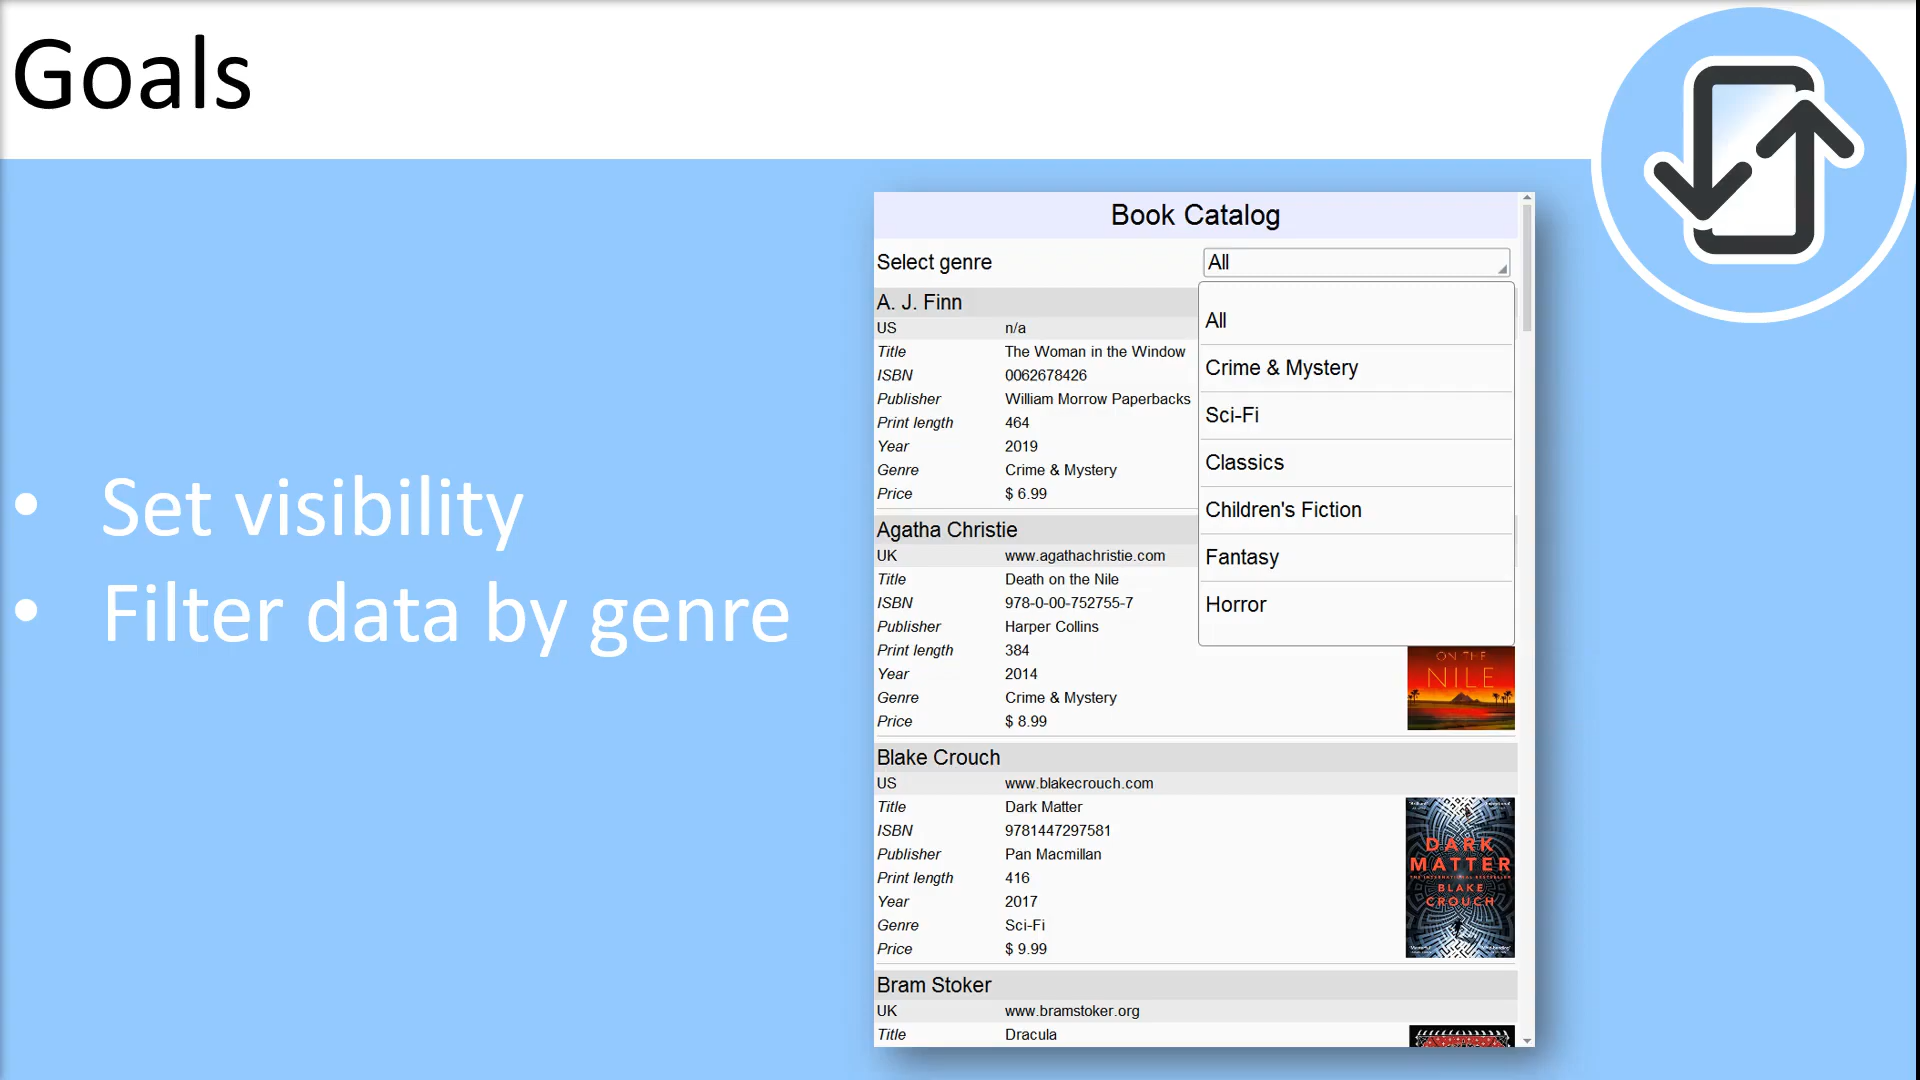 Goals
• Set visibility
• Filter data by genre
Book Catalog
Select genre All
All
Crime & Mystery
Sci-Fi
Classics
Children's Fiction
Fantasy
Horror
A. J. Finn
US n/a
Title The Woman in the Window
ISBN 0062678426
Publisher William Morrow Paperbacks
Print length 464
Year 2019
Genre Crime & Mystery
Price $ 6.99
Agatha Christie
UK www.agathachristie.com
Title Death on the Nile
ISBN 978-0-00-752755-7
Publisher Harper Collins
Print length 384
Year 2014
Genre Crime & Mystery
Price $ 8.99
ON THE
NILE
Blake Crouch
US www.blakecrouch.com
Title Dark Matter
ISBN 9781447297581
Publisher Pan Macmillan
Print length 416
Year 2017
Genre Sci-Fi
Price $ 9.99
DARK
MATTER
BLAKE
CROUCH
Bram Stoker
UK www.bramstoker.org
Title Dracula